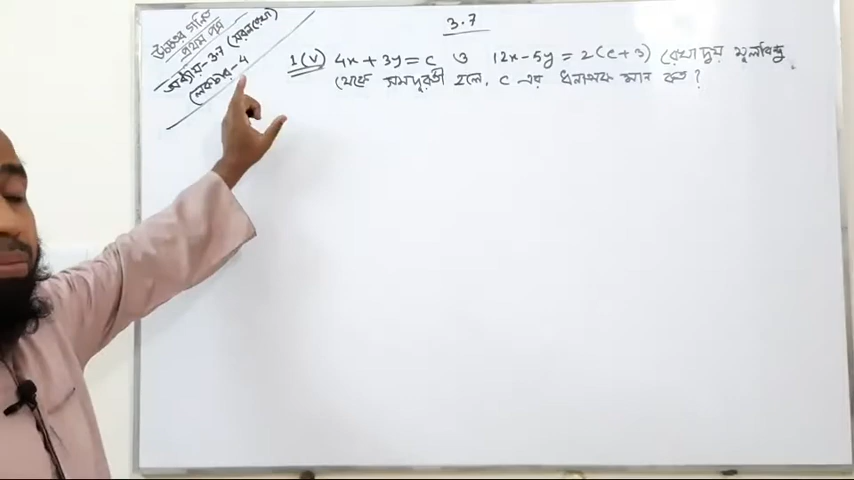 উচ্চতর গণিত
প্রথম পত্র
অধ্যায়-3.7 (সরলরেখা)
লেকচার-4
3.7
1(v) 4x + 3y = c ও 12x - 5y = 2(c+3) রেখাদ্বয় মূলবিন্দু
থেকে সমদূরবর্তী হলে, c এর ধনাত্মক মান কত?